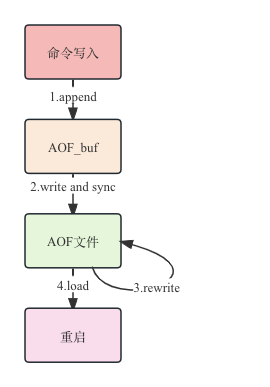 命令写入
1.append
AOF_buf
2.write and sync
AOF文件
4.load
3.rewrite
重启